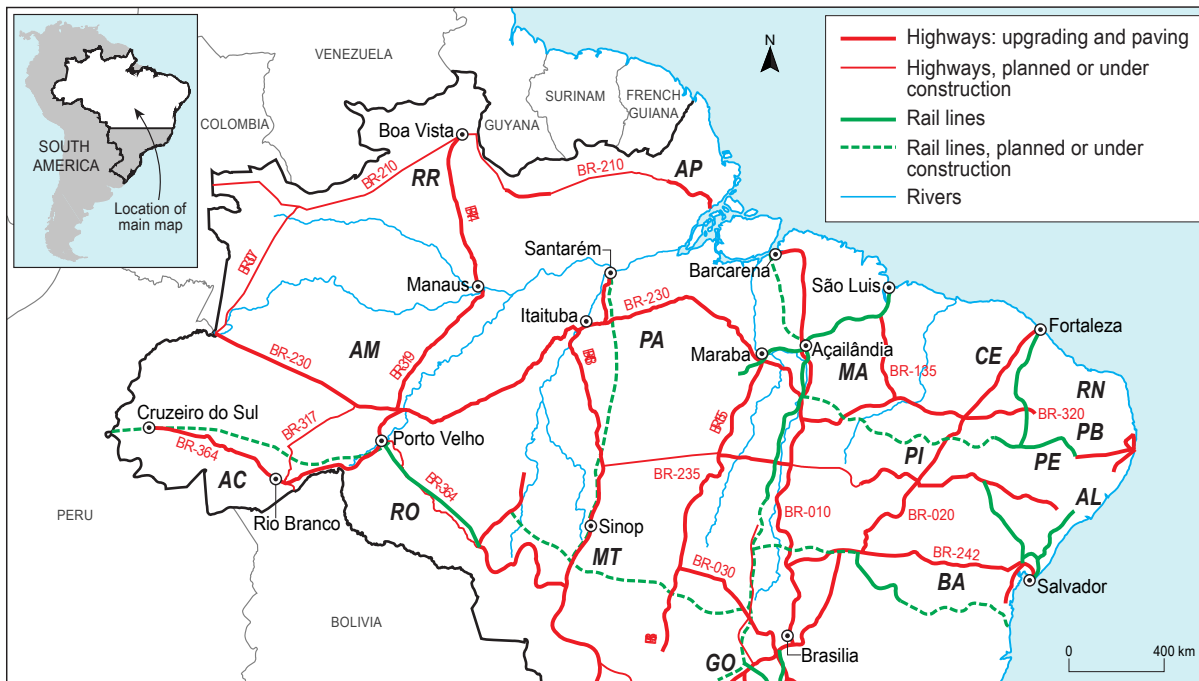 SOUTH
AMERICA
Location of
main map
VENEZUELA
COLOMBIA
GUYANA
SURINAM
FRENCH
GUIANA
PERU
BOLIVIA
N
Highways: upgrading and paving
Highways, planned or under
construction
Rail lines
Rail lines, planned or under
construction
Rivers
Boa Vista
BR-210
RR
BR-210
AP
Santarém
Barcarena
São Luis
Manaus
Itaituba
BR-230
PA
Fortaleza
Maraba
Açailândia
MA
CE
BR-135
RN
AM
BR-230
BR-319
Cruzeiro do Sul
BR-317
BR-320
PB
BR-364
Porto Velho
PI
PE
AC
BR-235
Rio Branco
RO
BR-364
AL
BR-010
BR-020
Sinop
MT
BR-242
BR-030
BA
Salvador
Brasilia
GO
0
400 km